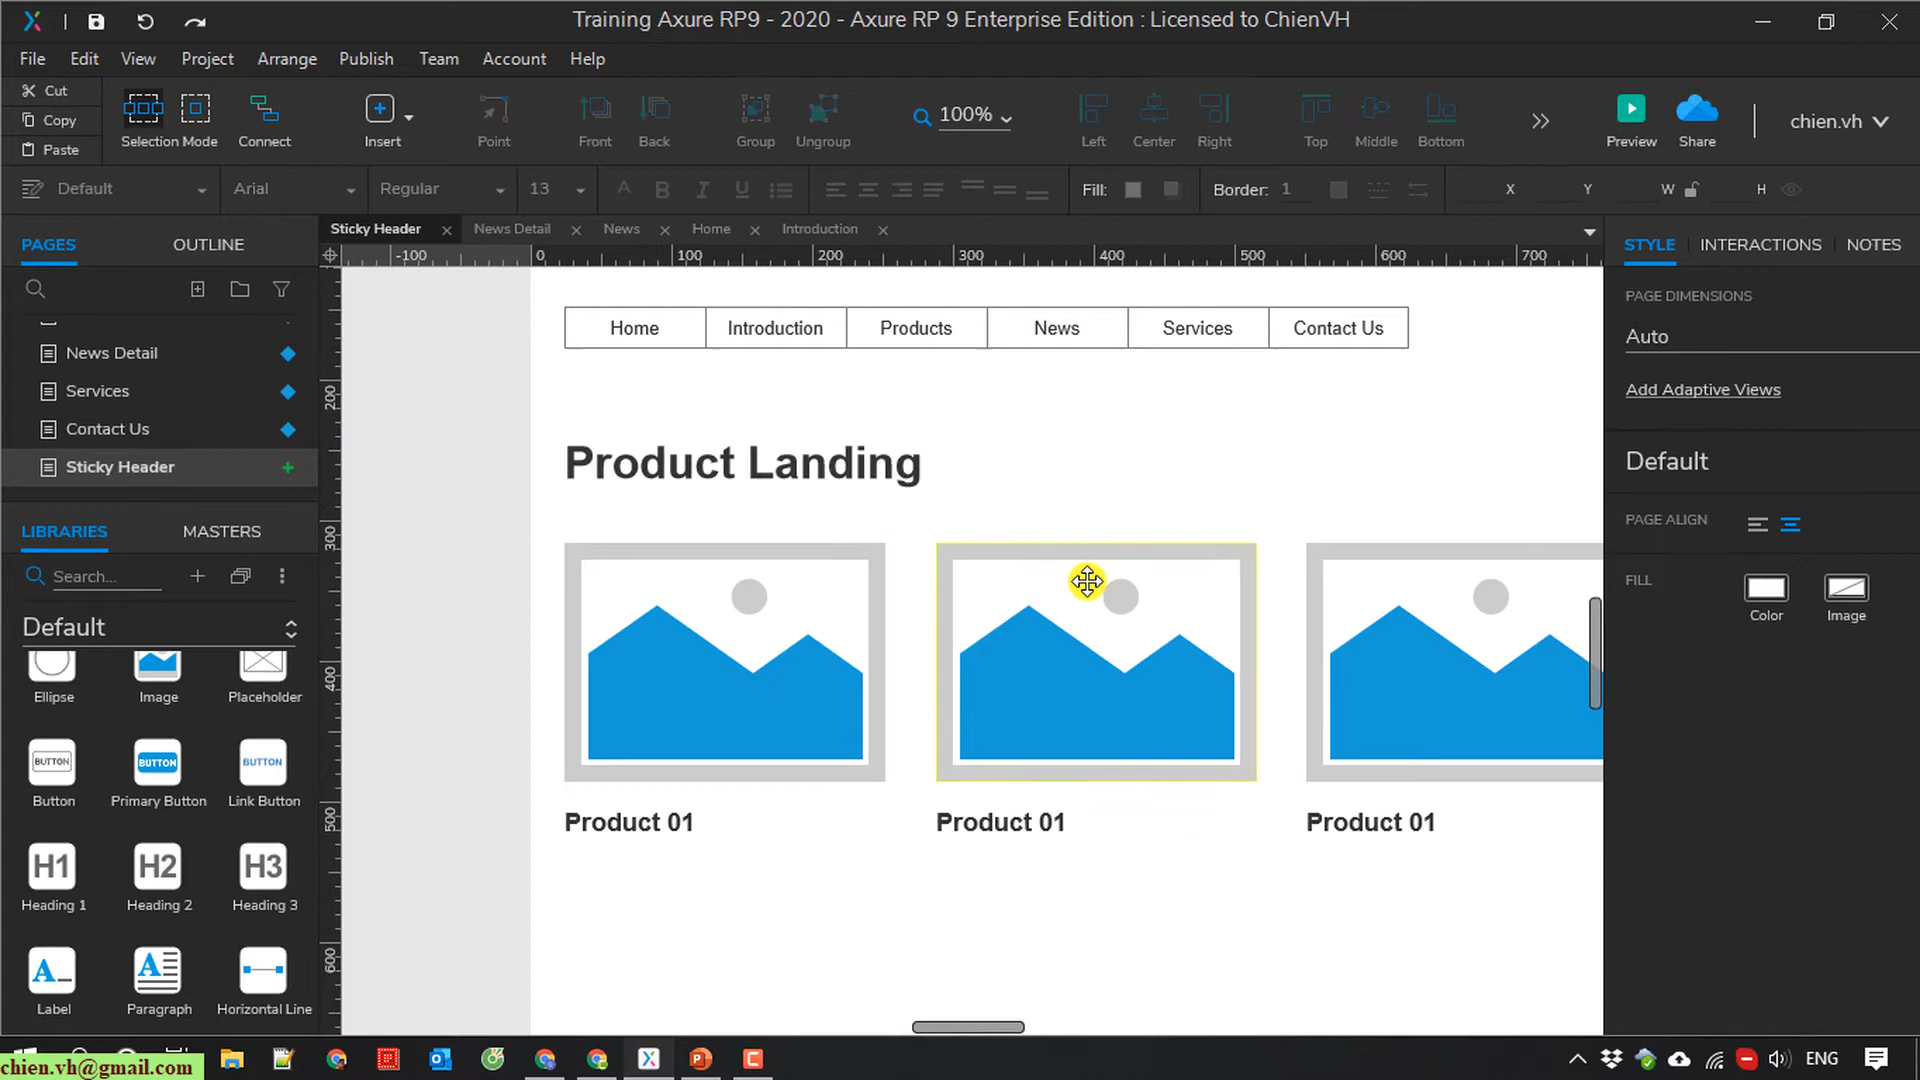 Training Axure RP9 - 2020 - Axure RP 9 Enterprise Edition : Licensed to ChienVH
File Edit View Project Arrange Publish Team Account Help
Cut
Copy
Paste
Selection Mode Connect Insert Point Front Back Group Ungroup 100% Left Center Right Top Middle Bottom Preview Share chien.vh
Default Arial Regular 13 Fill: Border: 1 X Y W H
PAGES OUTLINE
Sticky Header News Detail News Home Introduction
STYLE INTERACTIONS NOTES
-100 0 100 200 300 400 500 600 700
200
300
400
500
600
News Detail
Services
Contact Us
Sticky Header
LIBRARIES MASTERS
Search...
Default
Ellipse Image Placeholder
BUTTON BUTTON BUTTON
Button Primary Button Link Button
H1 H2 H3
Heading 1 Heading 2 Heading 3
A A
Label Paragraph Horizontal Line
Home Introduction Products News Services Contact Us
Product Landing
Product 01 Product 01 Product 01
PAGE DIMENSIONS
Auto
Add Adaptive Views
Default
PAGE ALIGN
FILL
Color Image
chien.vh@gmail.com
ENG